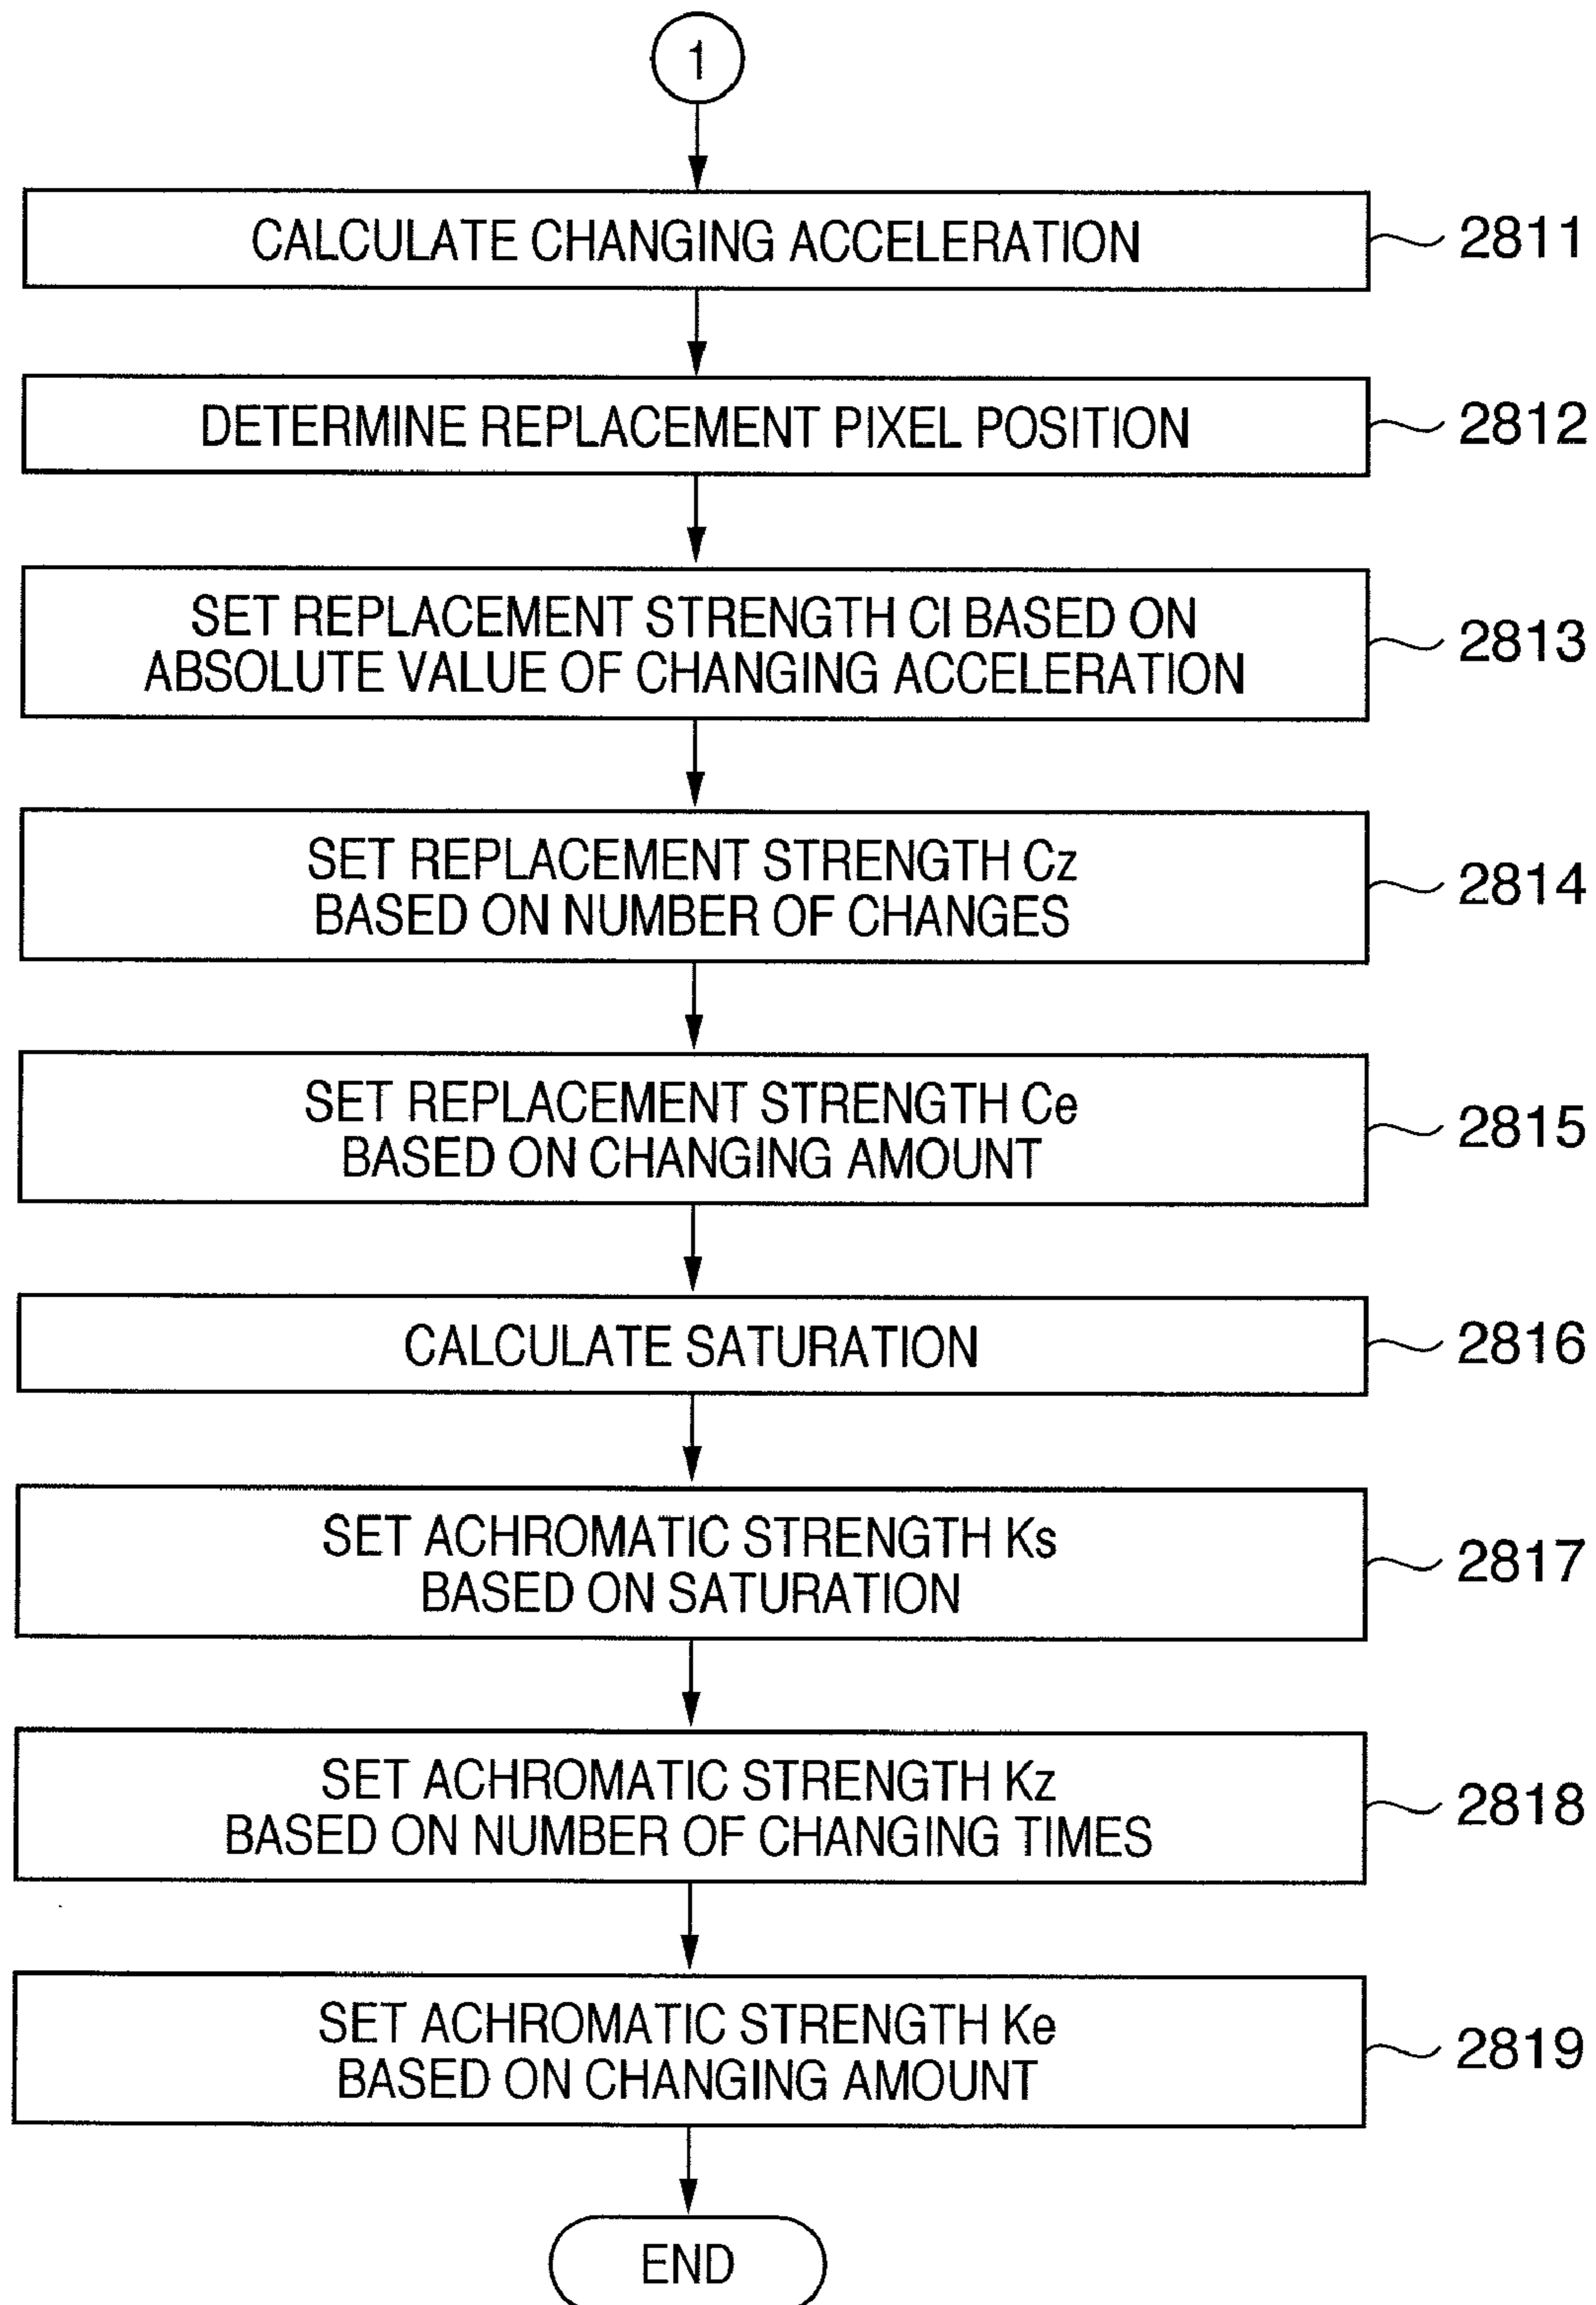 1
CALCULATE CHANGING ACCELERATION
2811
DETERMINE REPLACEMENT PIXEL POSITION
2812
SET REPLACEMENT STRENGTH Cl BASED ON
ABSOLUTE VALUE OF CHANGING ACCELERATION
2813
SET REPLACEMENT STRENGTH Cz
BASED ON NUMBER OF CHANGES
2814
SET REPLACEMENT STRENGTH Ce
BASED ON CHANGING AMOUNT
2815
CALCULATE SATURATION
2816
SET ACHROMATIC STRENGTH Ks
BASED ON SATURATION
2817
SET ACHROMATIC STRENGTH Kz
BASED ON NUMBER OF CHANGING TIMES
2818
SET ACHROMATIC STRENGTH Ke
BASED ON CHANGING AMOUNT
2819
END